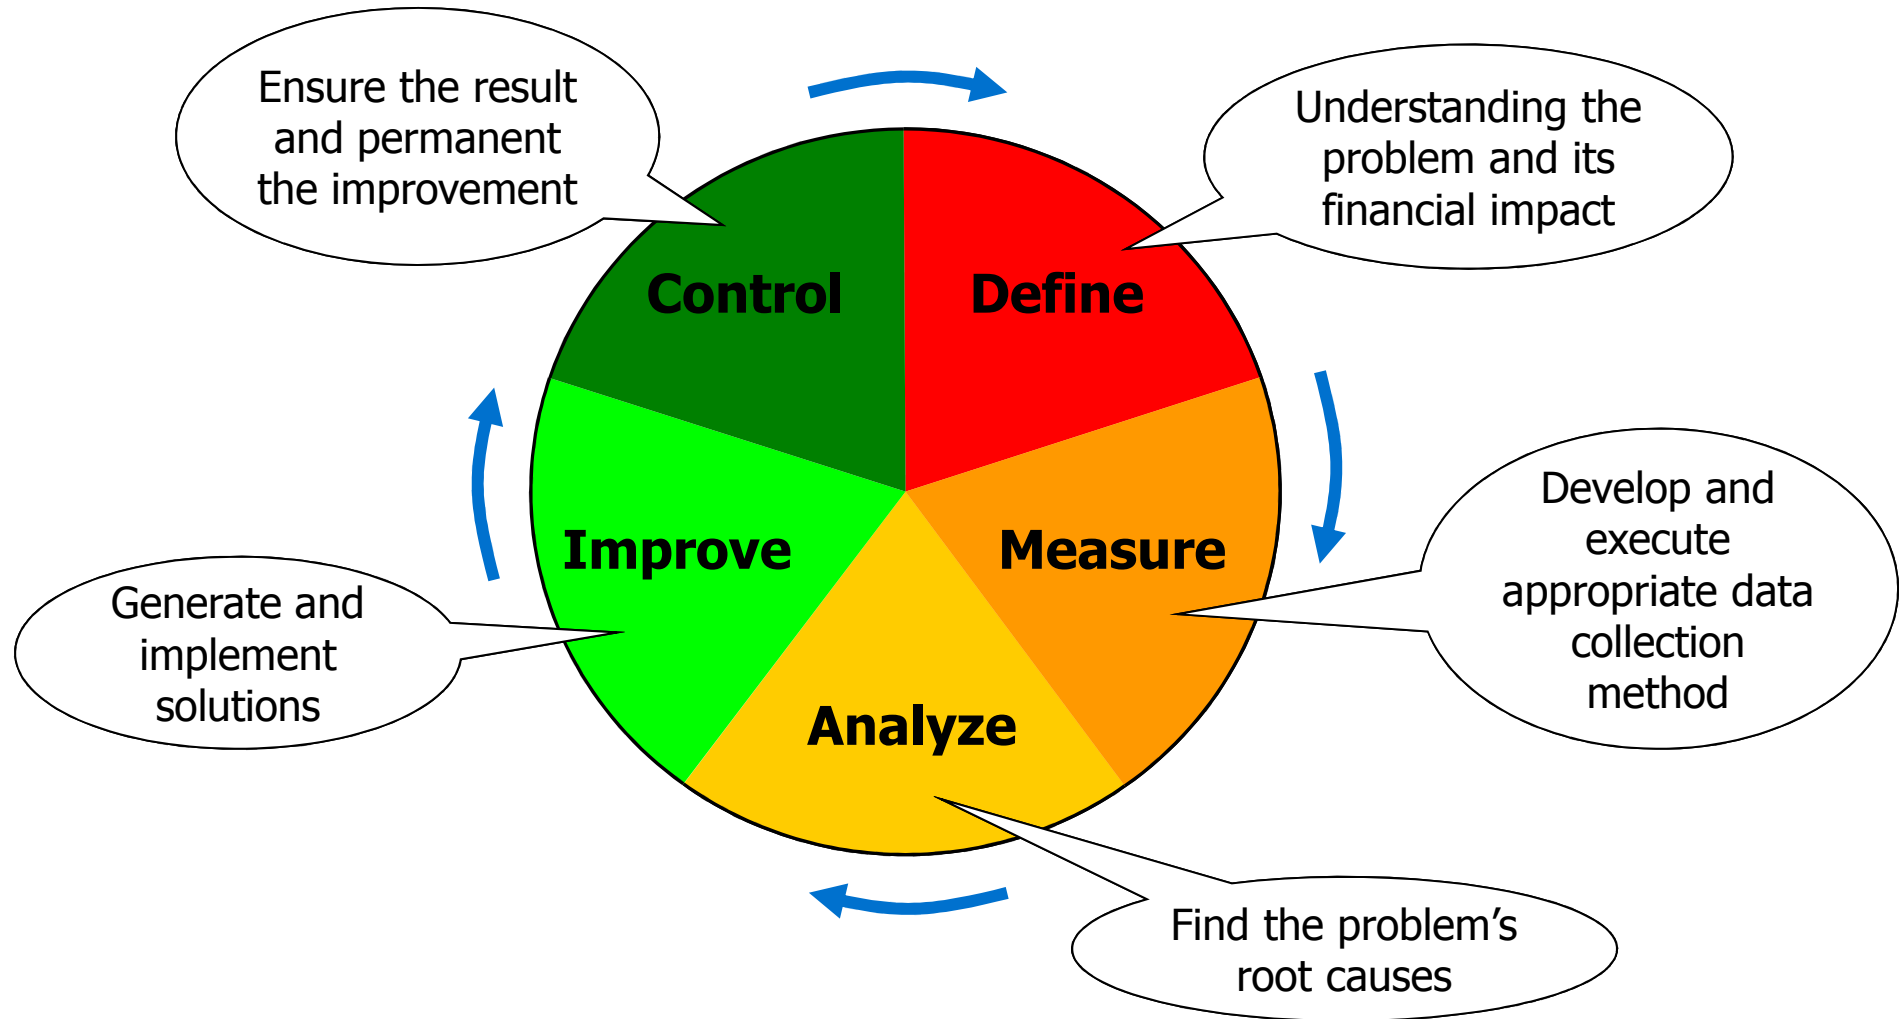 Ensure the result
and permanent
the improvement
Understanding the
problem and its
financial impact
Control
Define
Improve
Measure
Develop and
execute
appropriate data
collection
method
Generate and
implement
solutions
Analyze
Find the problem’s
root causes